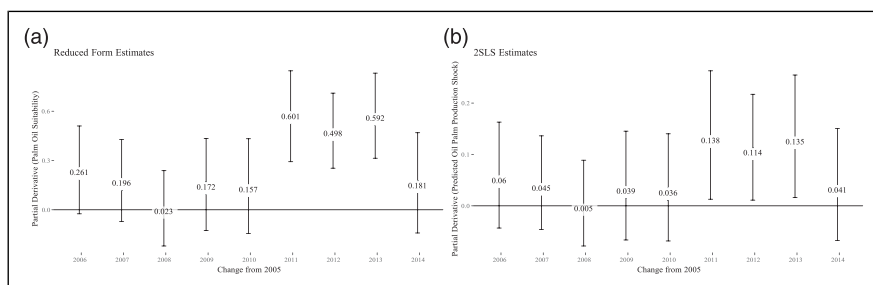 (a)
Reduced Form Estimates
Partial Derivative (Palm Oil Suitability)
0.6
0.3
0.0
0.261
0.196
0.023
0.172
0.157
0.601
0.498
0.592
0.181
2006 2007 2008 2009 2010 2011 2012 2013 2014
Change from 2005
(b)
2SLS Estimates
Partial Derivative (Predicted Oil Palm Production Shock)
0.2
0.1
0.0
0.06
0.045
0.005
0.039
0.036
0.138
0.114
0.135
0.041
2006 2007 2008 2009 2010 2011 2012 2013 2014
Change from 2005